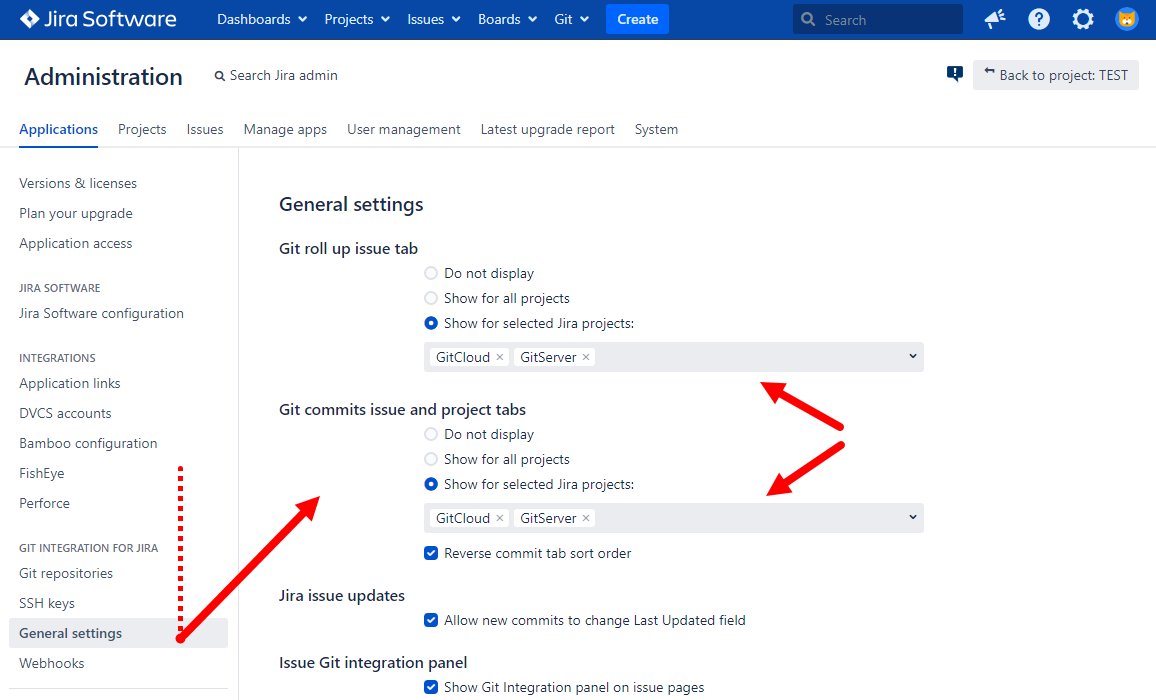 Jira Software Dashboards Projects Issues Boards Git Create Search
Administration Search Jira admin Back to project: TEST
Applications Projects Issues Manage apps User management Latest upgrade report System
Versions & licenses
Plan your upgrade
Application access
JIRA SOFTWARE
Jira Software configuration
INTEGRATIONS
Application links
DVCS accounts
Bamboo configuration
FishEye
Perforce
GIT INTEGRATION FOR JIRA
Git repositories
SSH keys
General settings
Webhooks
General settings
Git roll up issue tab
Do not display
Show for all projects
Show for selected Jira projects:
GitCloud × GitServer ×
Git commits issue and project tabs
Do not display
Show for all projects
Show for selected Jira projects:
GitCloud × GitServer ×
Reverse commit tab sort order
Jira issue updates
Allow new commits to change Last Updated field
Issue Git integration panel
Show Git Integration panel on issue pages